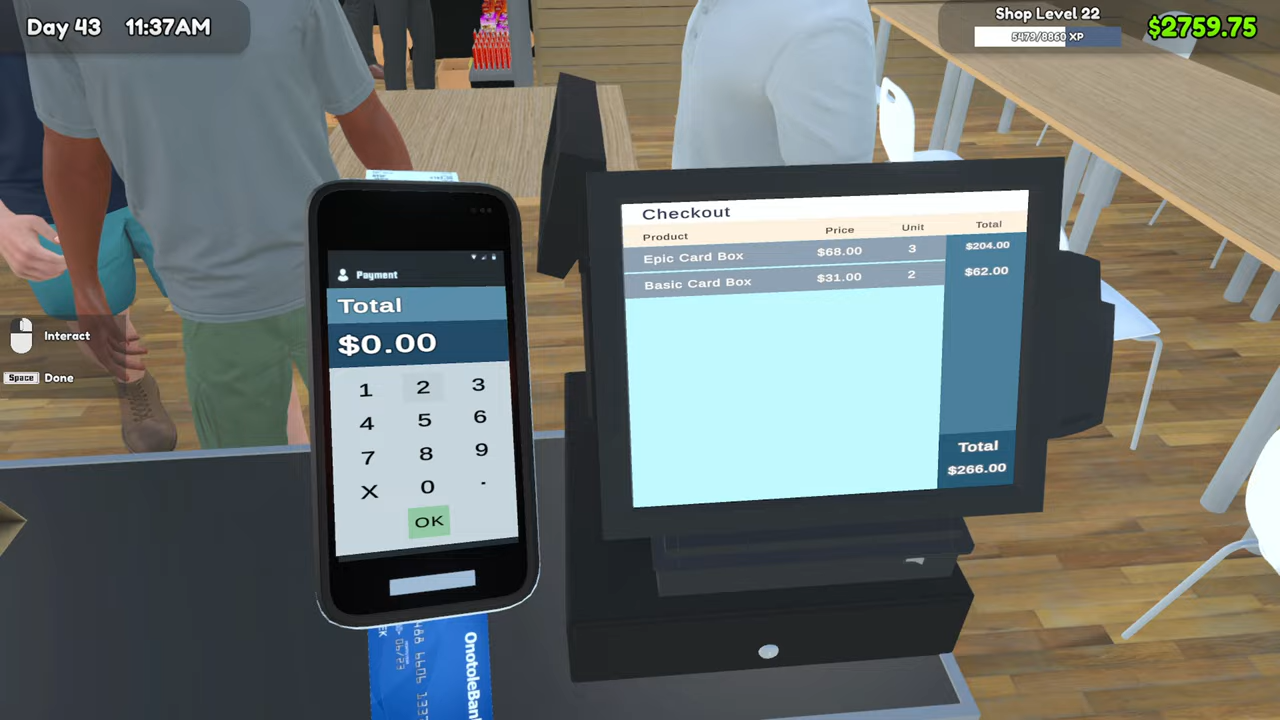 Day 43 11:37AM
Shop Level 22
5479/8860 XP
$2759.75
Interact
Space Done
Payment
Total
$0.00
1 2 3
4 5 6
7 8 9
X 0 .
OK
Checkout
Product Price Unit Total
Epic Card Box $68.00 3 $204.00
Basic Card Box $31.00 2 $62.00
Total
$266.00
OnotoleBank